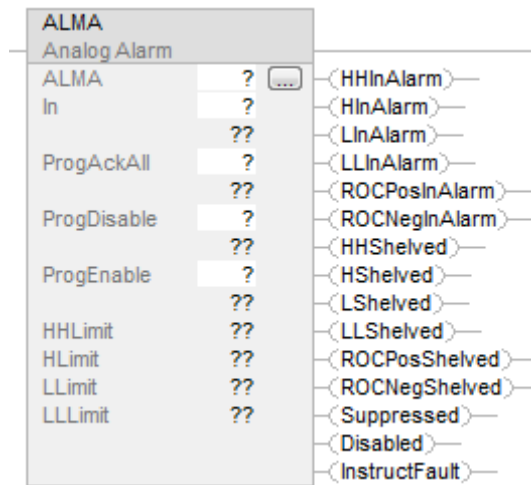 ALMA
Analog Alarm
ALMA ? ... HHInAlarm
In ? HInAlarm
?? LInAlarm
ProgAckAll ? LLInAlarm
?? ROCPosInAlarm
ProgDisable ? ROCNegInAlarm
?? HHShelved
ProgEnable ? HShelved
?? LShelved
HHLimit ?? LLShelved
HLimit ?? ROCPosShelved
LLimit ?? ROCNegShelved
LLLimit ?? Suppressed
Disabled
InstructFault